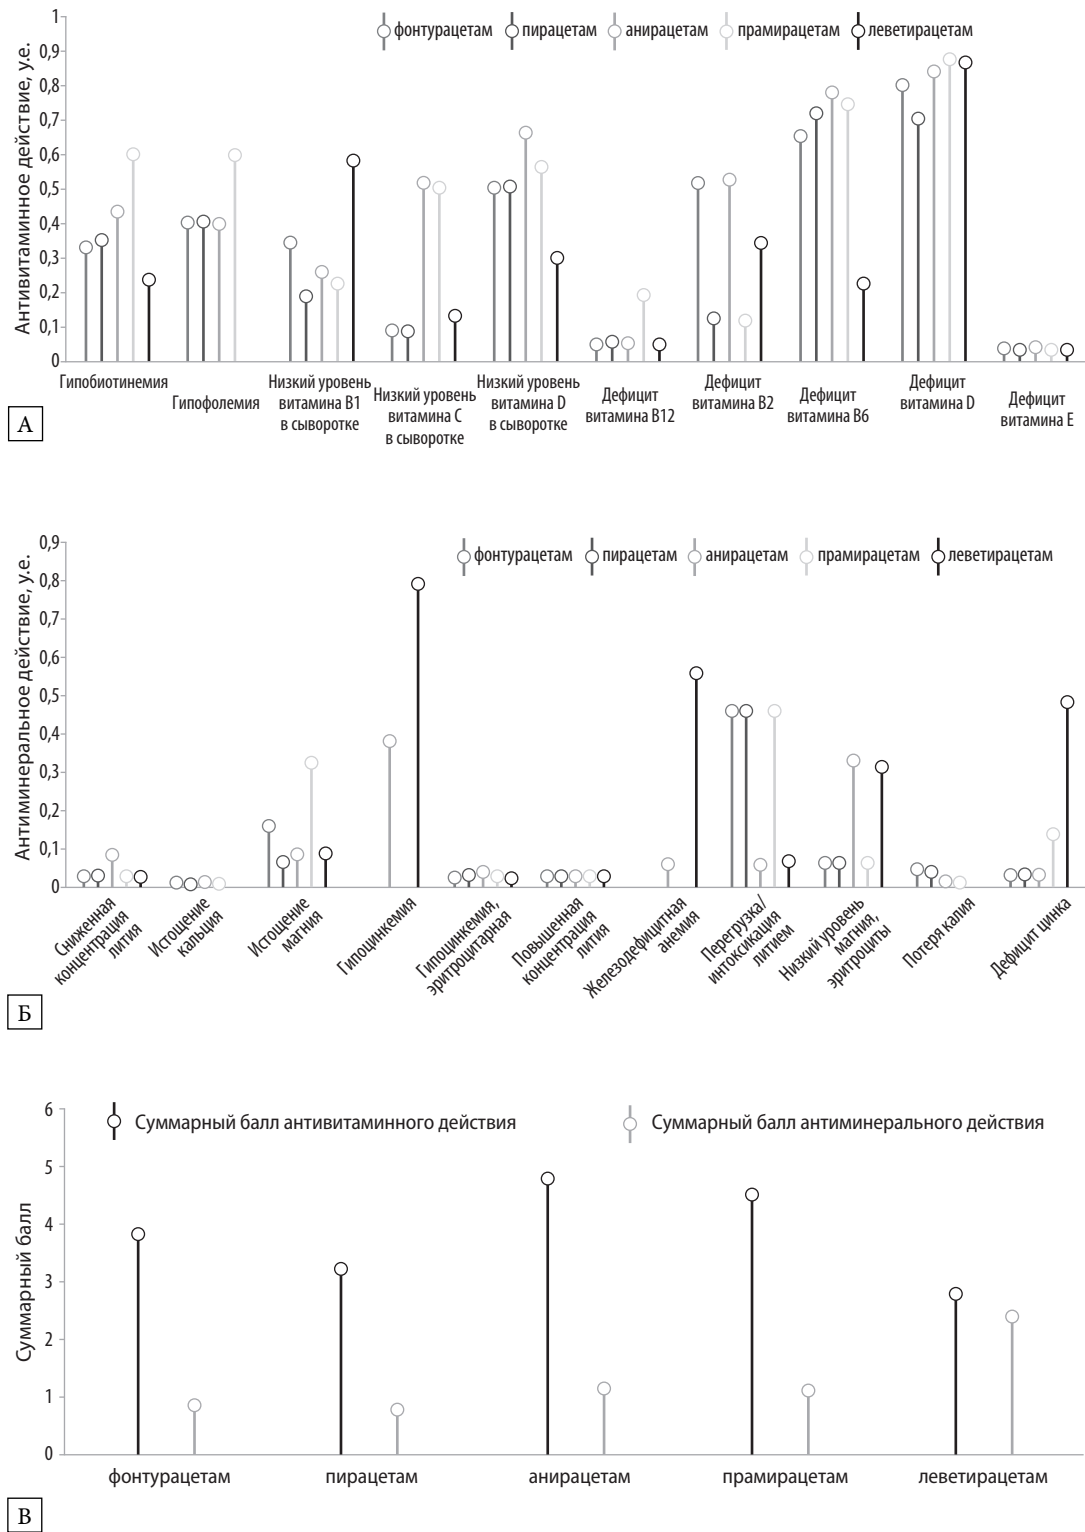 Антивитаминное действие, у.е.
1
0,9
0,8
0,7
0,6
0,5
0,4
0,3
0,2
0,1
0
фонтурацетам
пирацетам
анирацетам
прамирацетам
леветирацетам
Гипобиотинемия
Гипофолемия
Низкий уровень
витамина В1
в сыворотке
Низкий уровень
витамина С
в сыворотке
Низкий уровень
витамина D
в сыворотке
Дефицит
витамина В12
Дефицит
витамина В2
Дефицит
витамина В6
Дефицит
витамина D
Дефицит
витамина Е
А
Антиминеральное действие, у.е.
0,9
0,8
0,7
0,6
0,5
0,4
0,3
0,2
0,1
0
фонтурацетам
пирацетам
анирацетам
прамирацетам
леветирацетам
Сниженная
концентрация
лития
Истощение
кальция
Истощение
магния
Гипоцинкемия
Гипоцинкемия,
эритроцитарная
Повышенная
концентрация
лития
Железодефицитная
анемия
Перегрузка/
интоксикация
литием
Низкий уровень
магния,
эритроциты
Потеря калия
Дефицит цинка
Б
Суммарный балл
6
5
4
3
2
1
0
Суммарный балл антивитаминного действия
Суммарный балл антиминерального действия
фонтурацетам
пирацетам
анирацетам
прамирацетам
леветирацетам
В